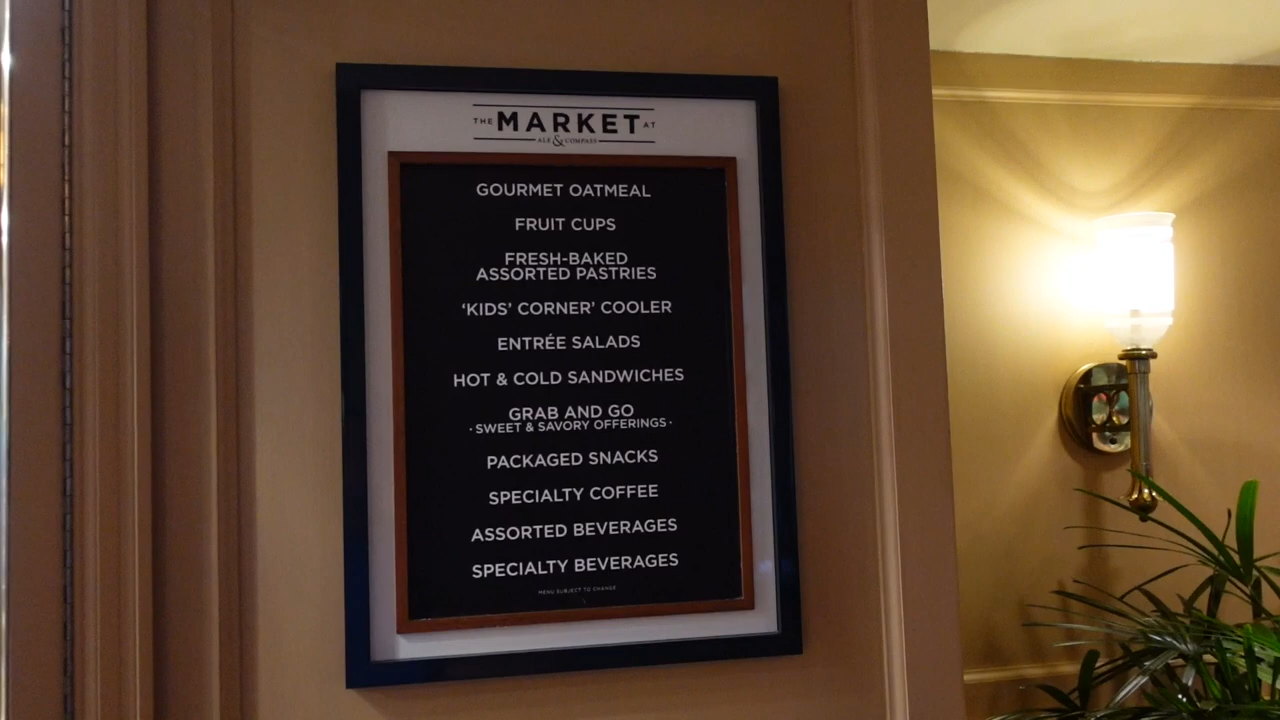 THE MARKET AT
ALE & COMPASS
GOURMET OATMEAL
FRUIT CUPS
FRESH-BAKED
ASSORTED PASTRIES
‘KIDS’ CORNER’ COOLER
ENTRÉE SALADS
HOT & COLD SANDWICHES
GRAB AND GO
· SWEET & SAVORY OFFERINGS ·
PACKAGED SNACKS
SPECIALTY COFFEE
ASSORTED BEVERAGES
SPECIALTY BEVERAGES
MENU SUBJECT TO CHANGE